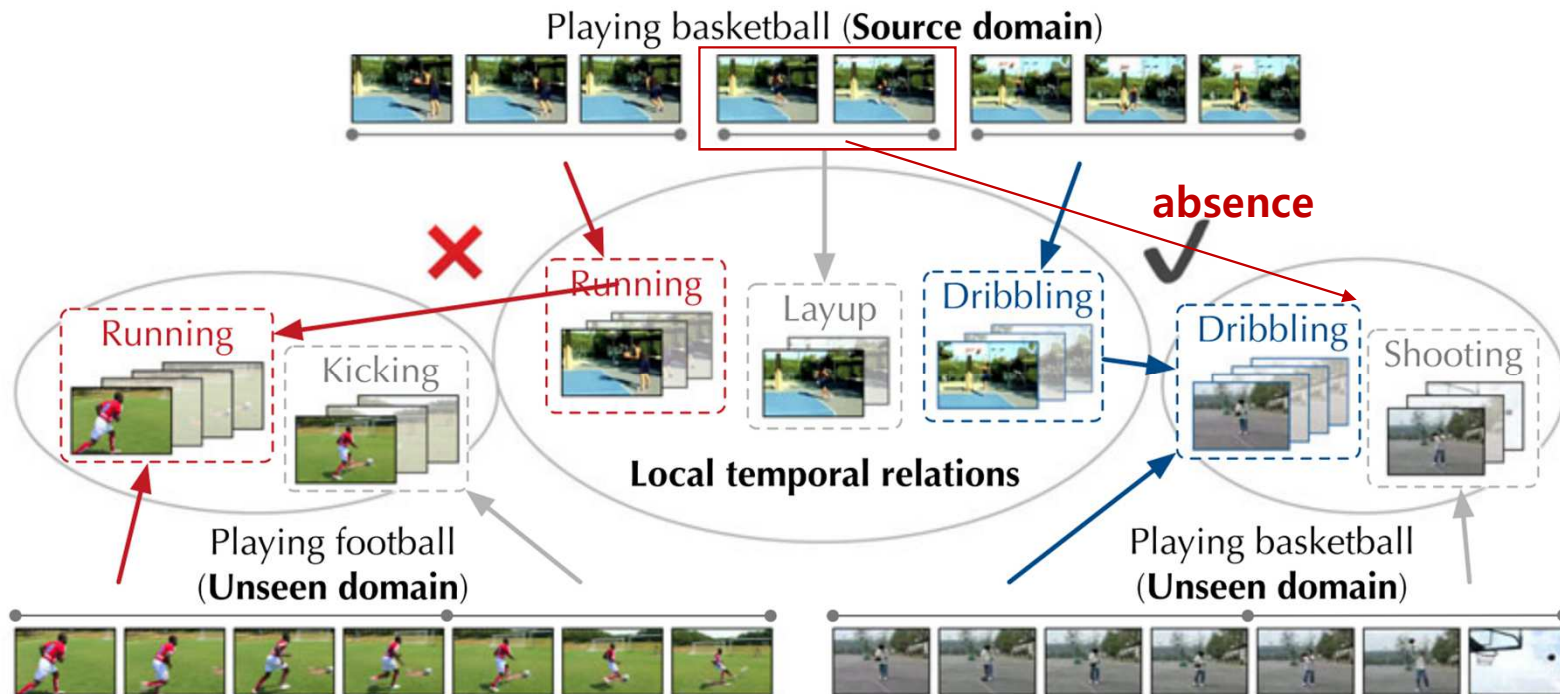 Playing basketball (Source domain)
absence
Running
Layup
Dribbling
Running
Kicking
Dribbling
Shooting
Local temporal relations
Playing football
(Unseen domain)
Playing basketball
(Unseen domain)